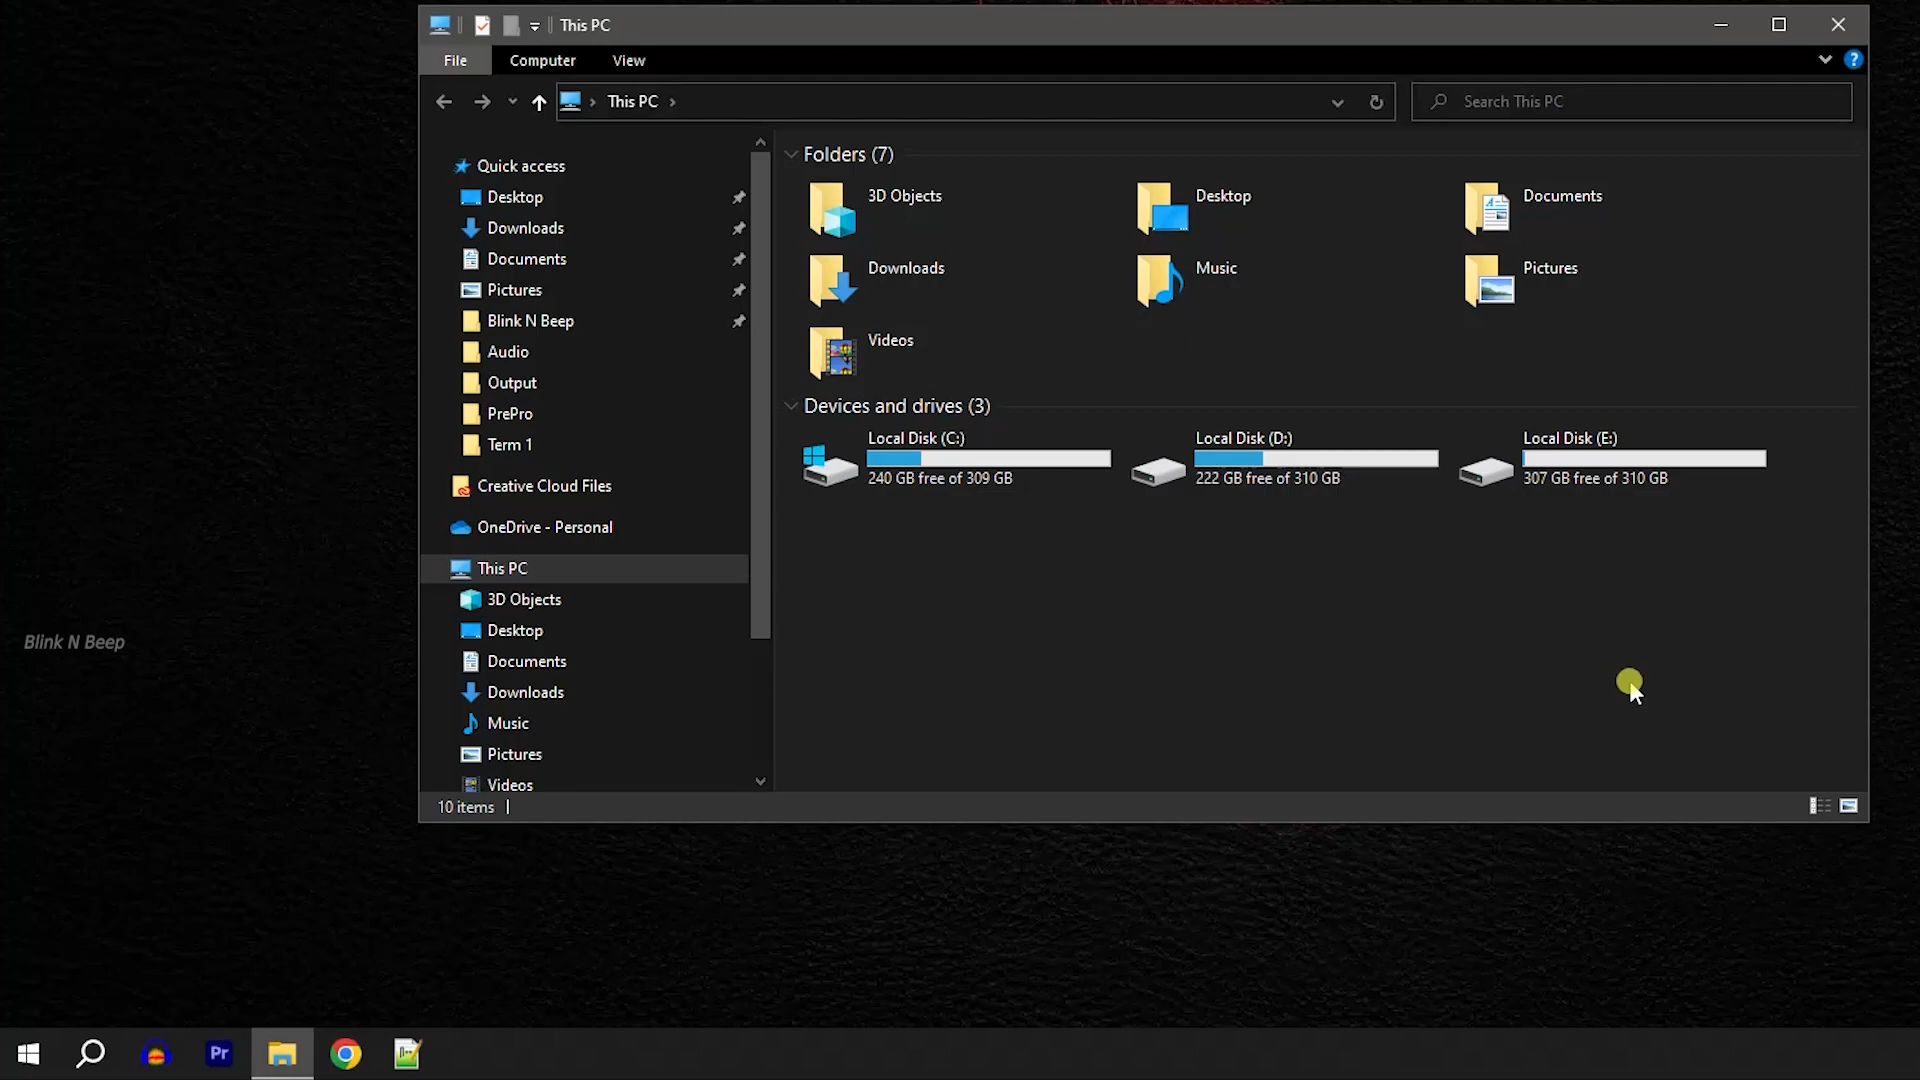 This PC
File Computer View
This PC
Search This PC
Quick access
Desktop
Downloads
Documents
Pictures
Blink N Beep
Audio
Output
PrePro
Term 1
Creative Cloud Files
OneDrive - Personal
This PC
3D Objects
Desktop
Documents
Downloads
Music
Pictures
Videos
Folders (7)
3D Objects
Desktop
Documents
Downloads
Music
Pictures
Videos
Devices and drives (3)
Local Disk (C:)
240 GB free of 309 GB
Local Disk (D:)
222 GB free of 310 GB
Local Disk (E:)
307 GB free of 310 GB
10 items
Blink N Beep
Pr